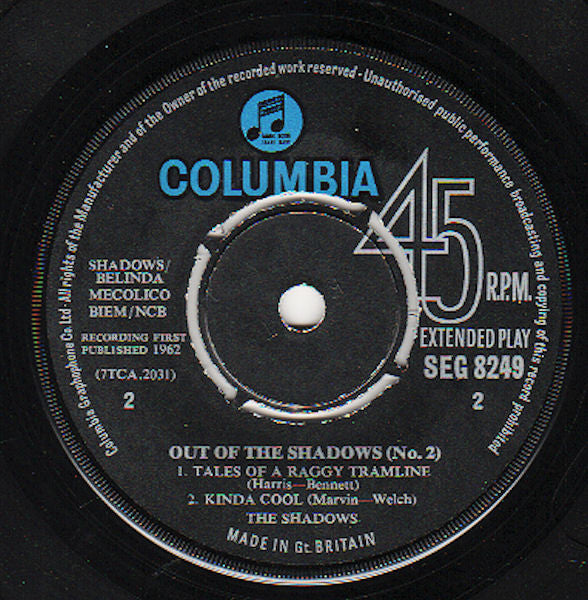 Columbia Graphophone Co. Ltd - All rights of the Manufacturer and of the Owner of the recorded work reserved - Unauthorised public performance broadcasting and copying of this record prohibited
COLUMBIA
45
R.P.M.
EXTENDED PLAY
SEG 8249
2
SHADOWS/
BELINDA
MECOLICO
BIEM/NCB
RECORDING FIRST
PUBLISHED 1962
(7TCA.2031)
2
OUT OF THE SHADOWS (No. 2)
1. TALES OF A RAGGY TRAMLINE
(Harris—Bennett)
2. KINDA COOL (Marvin—Welch)
THE SHADOWS
MADE IN Gt. BRITAIN